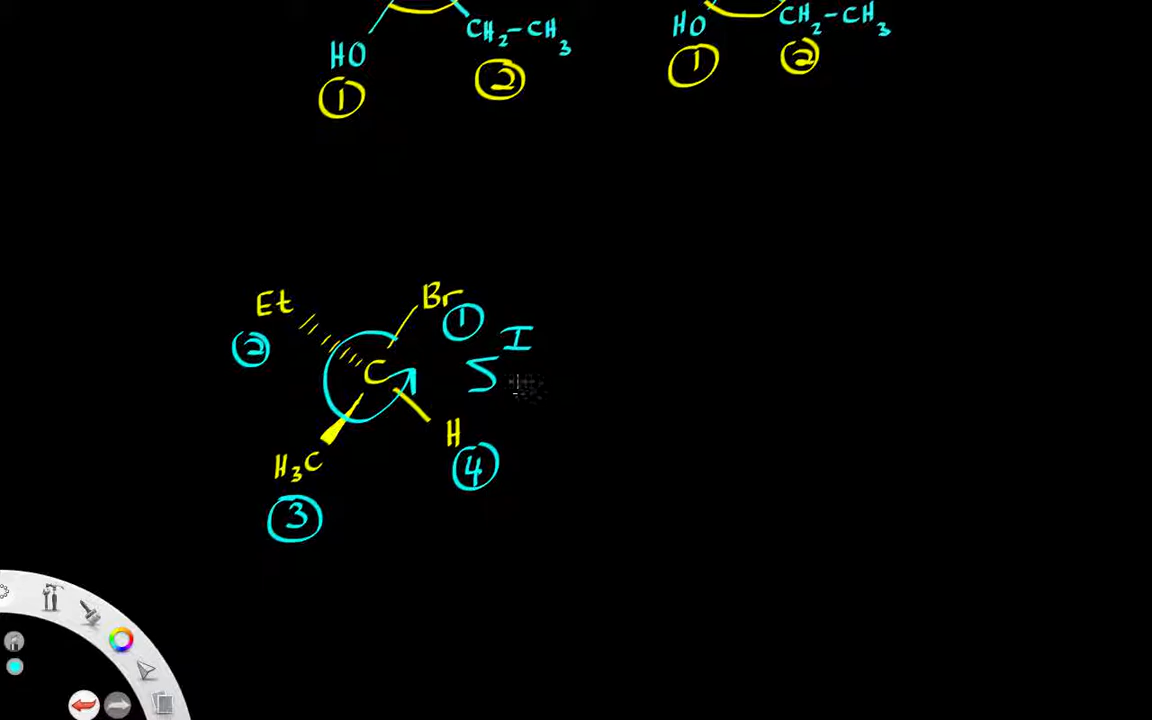 HO CH2-CH3 HO CH2-CH3
1 2 1 2
Et Br
2 1
I
C S
H
H3C 4
3